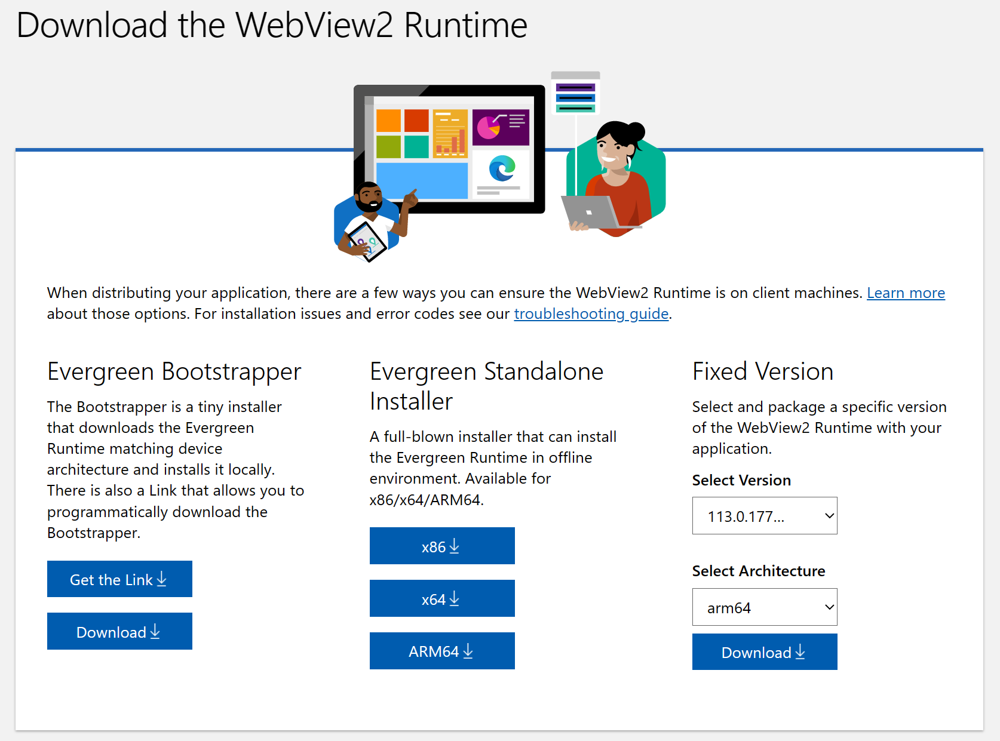 Download the WebView2 Runtime
When distributing your application, there are a few ways you can ensure the WebView2 Runtime is on client machines. Learn more
about those options. For installation issues and error codes see our troubleshooting guide.
Evergreen Bootstrapper
The Bootstrapper is a tiny installer
that downloads the Evergreen
Runtime matching device
architecture and installs it locally.
There is also a Link that allows you to
programmatically download the
Bootstrapper.
Get the Link
Download
Evergreen Standalone
Installer
A full-blown installer that can install
the Evergreen Runtime in offline
environment. Available for
x86/x64/ARM64.
x86
x64
ARM64
Fixed Version
Select and package a specific version
of the WebView2 Runtime with your
application.
Select Version
113.0.177...
Select Architecture
arm64
Download